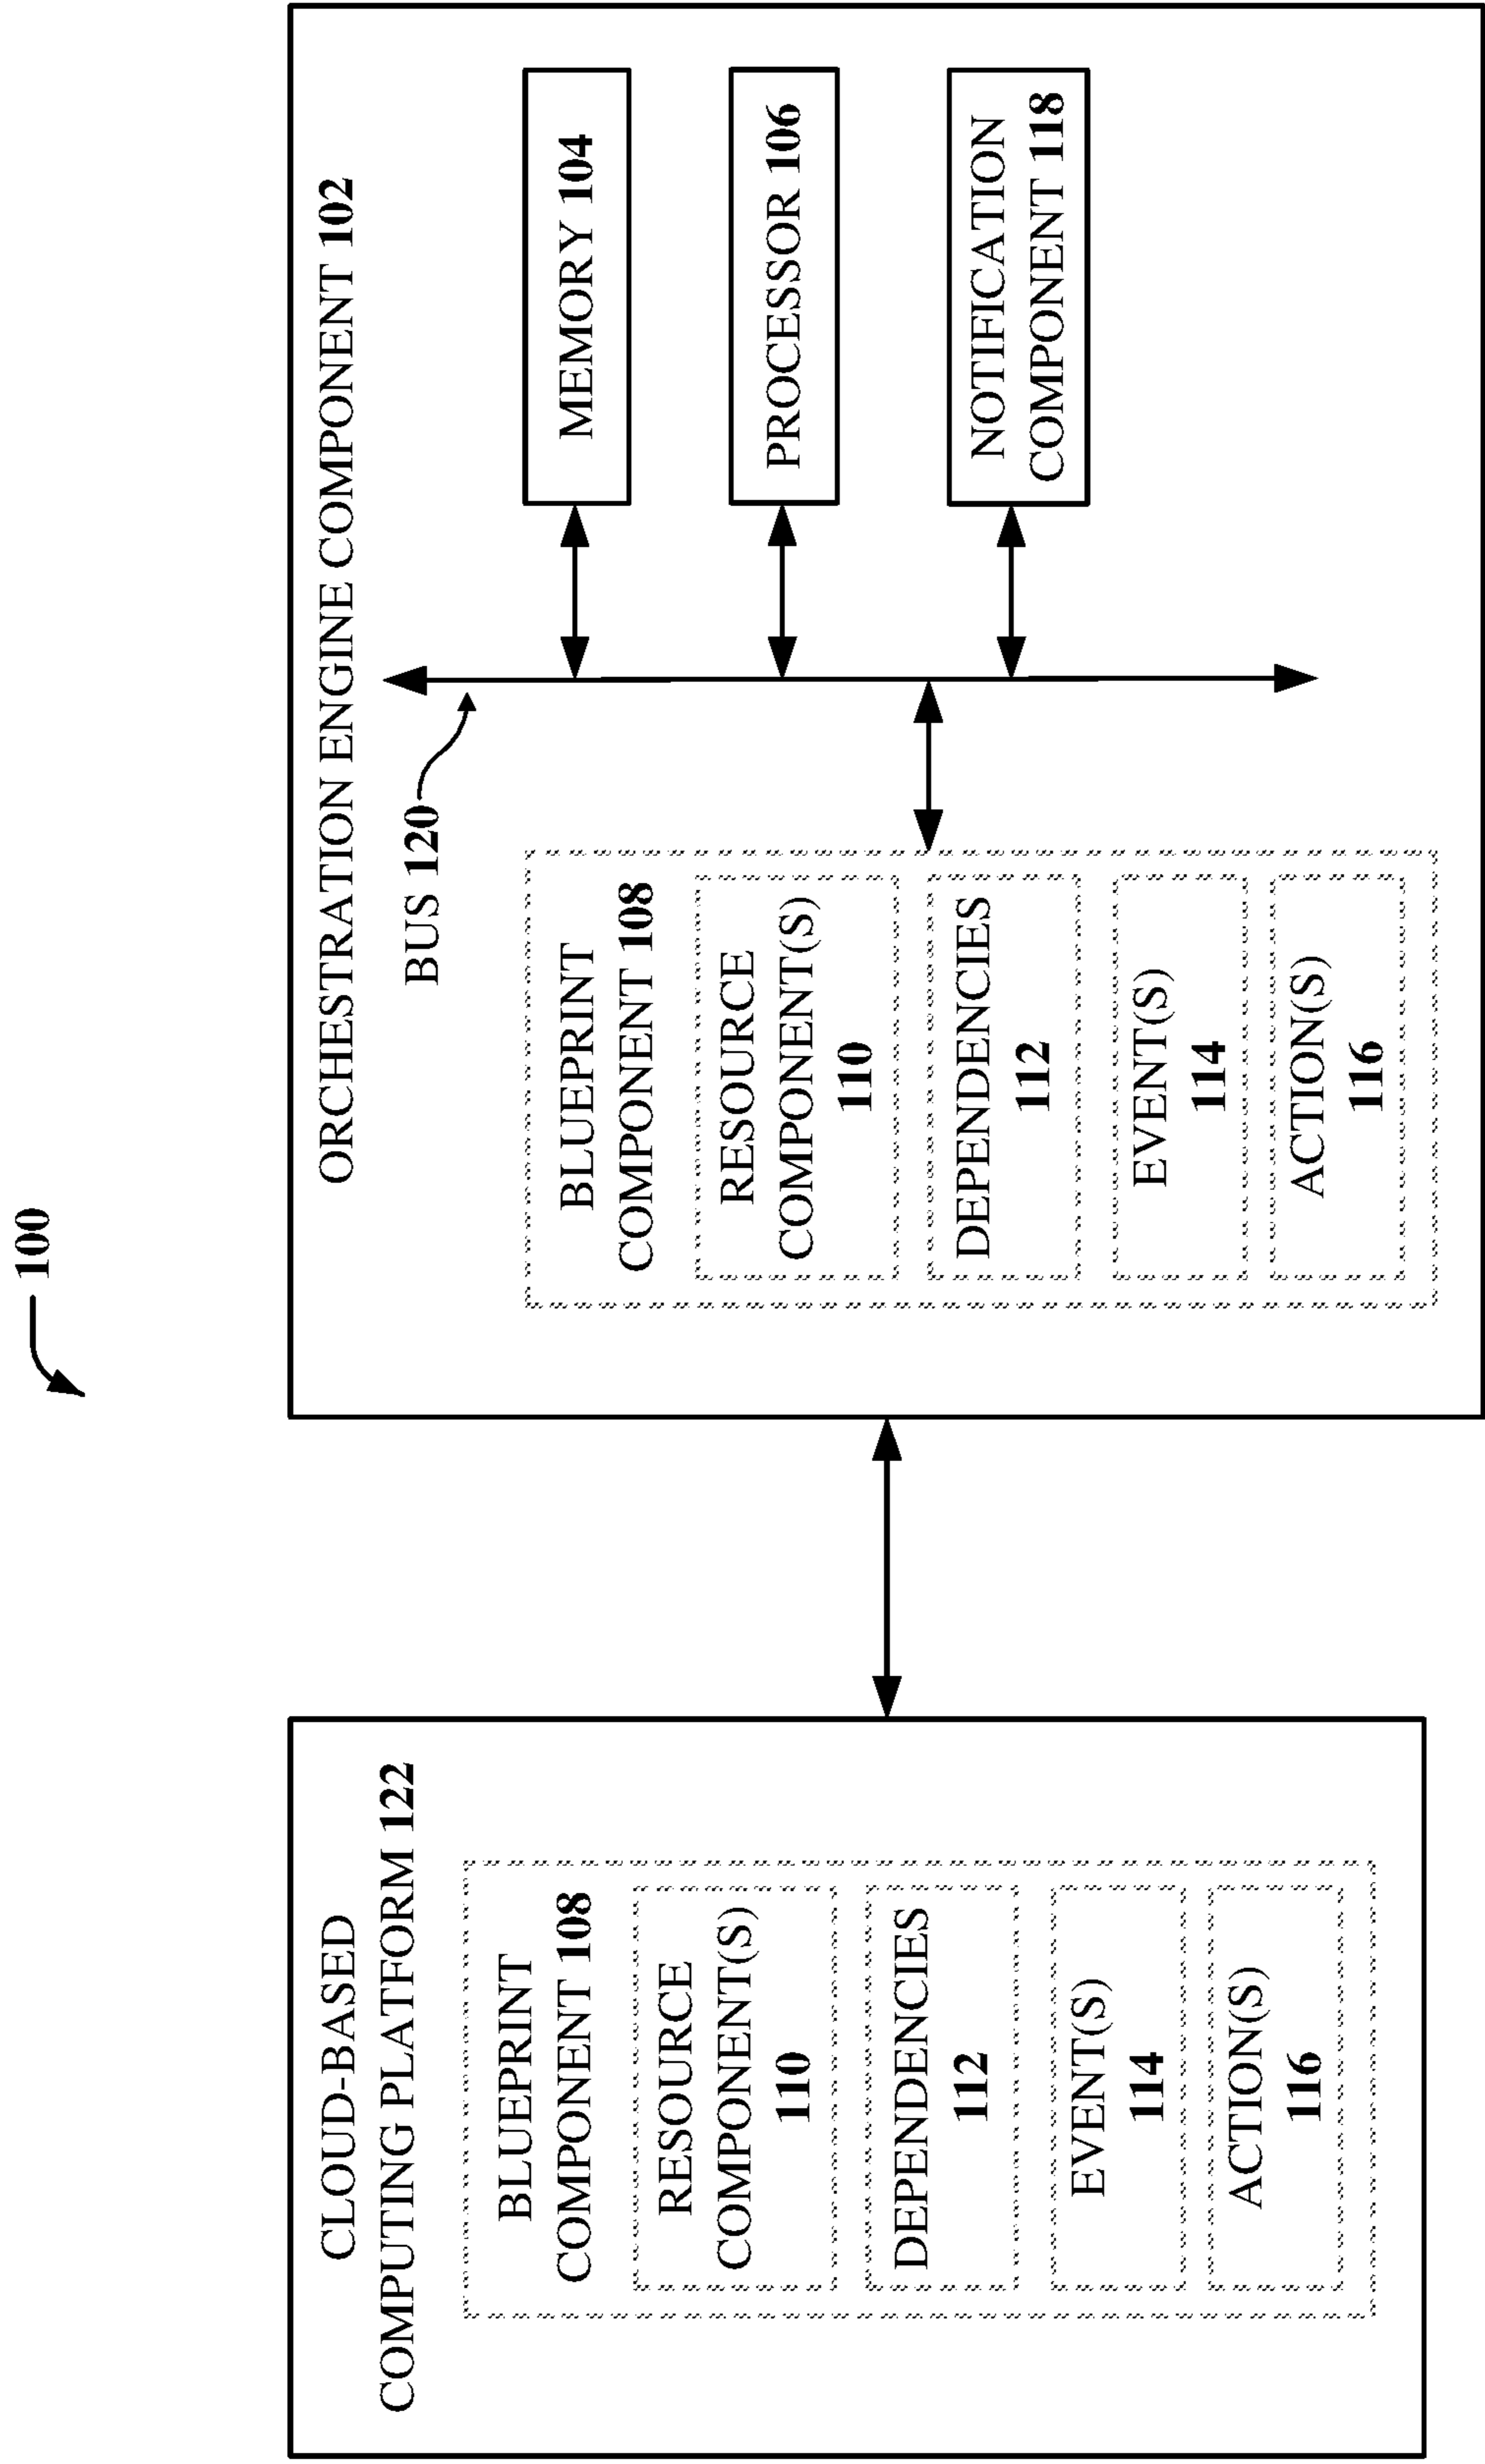 100
CLOUD-BASED
COMPUTING PLATFORM 122
BLUEPRINT
COMPONENT 108
RESOURCE
COMPONENT(S)
110
DEPENDENCIES
112
EVENT(S)
114
ACTION(S)
116
ORCHESTRATION ENGINE COMPONENT 102
BUS 120
BLUEPRINT
COMPONENT 108
RESOURCE
COMPONENT(S)
110
DEPENDENCIES
112
EVENT(S)
114
ACTION(S)
116
MEMORY 104
PROCESSOR 106
NOTIFICATION
COMPONENT 118